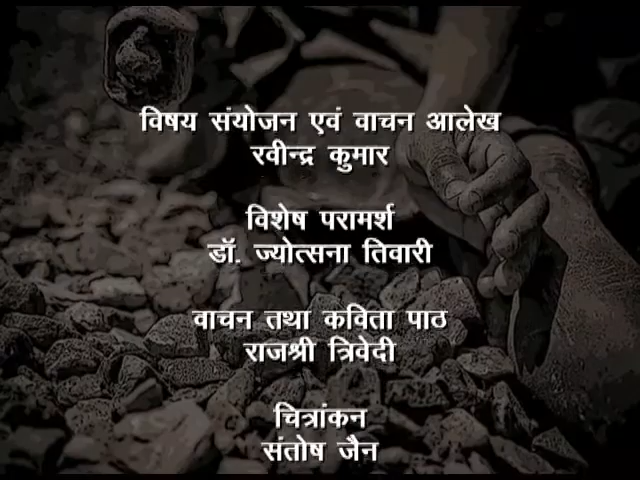 विषय संयोजन एवं वाचन आलेख
रवीन्द्र कुमार
विशेष परामर्श
डॉ. ज्योत्सना तिवारी
वाचन तथा कविता पाठ
राजश्री त्रिवेदी
चित्रांकन
संतोष जैन